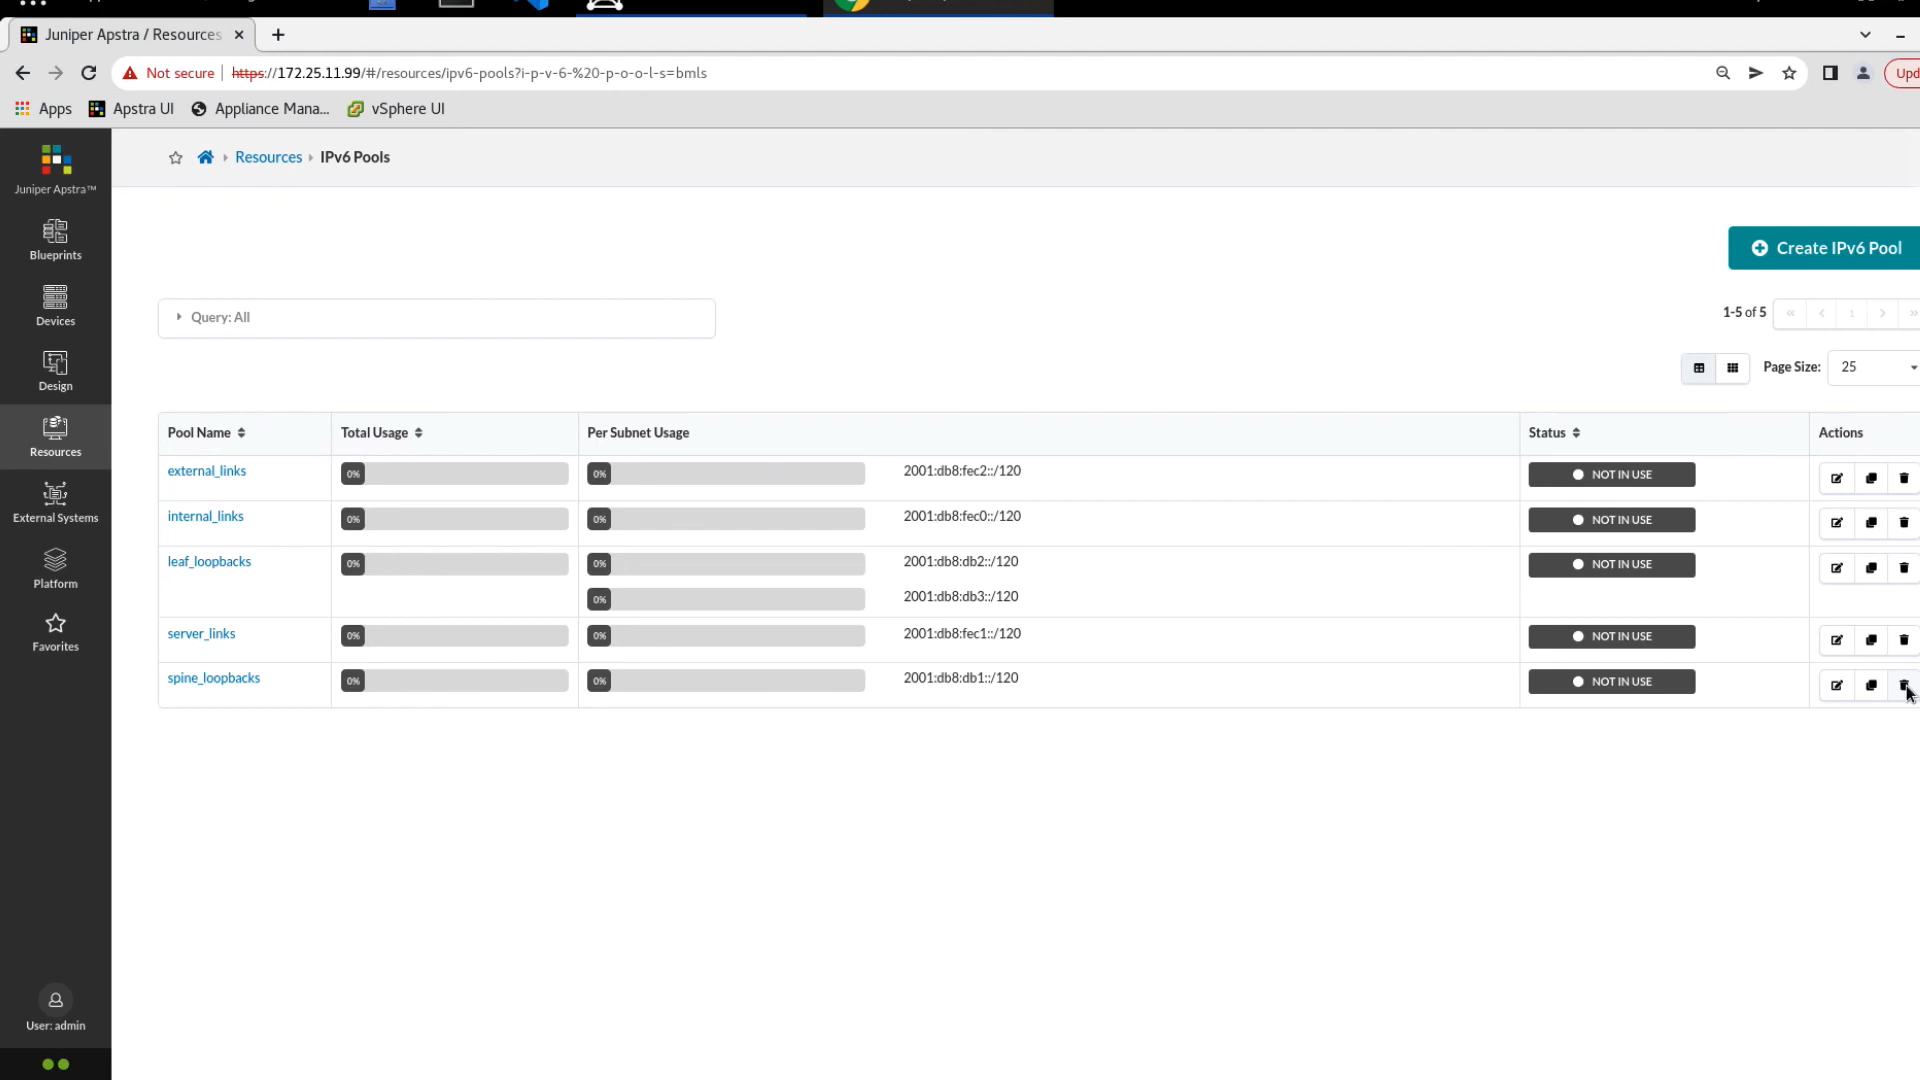 Juniper Apstra / Resources
Not secure https://172.25.11.99/#/resources/ipv6-pools?i-p-v-6-%20-p-o-o-l-s=bmls
Upd
Apps Apstra UI Appliance Mana... vSphere UI
Juniper Apstra™
Blueprints
Devices
Design
Resources
External Systems
Platform
Favorites
User: admin
Resources IPv6 Pools
Create IPv6 Pool
Query: All
1-5 of 5 « < 1 > »
Page Size: 25
Pool Name Total Usage Per Subnet Usage Status Actions
external_links 0% 0% 2001:db8:fec2::/120 NOT IN USE
internal_links 0% 0% 2001:db8:fec0::/120 NOT IN USE
leaf_loopbacks 0% 0% 2001:db8:db2::/120 NOT IN USE
0% 2001:db8:db3::/120
server_links 0% 0% 2001:db8:fec1::/120 NOT IN USE
spine_loopbacks 0% 0% 2001:db8:db1::/120 NOT IN USE